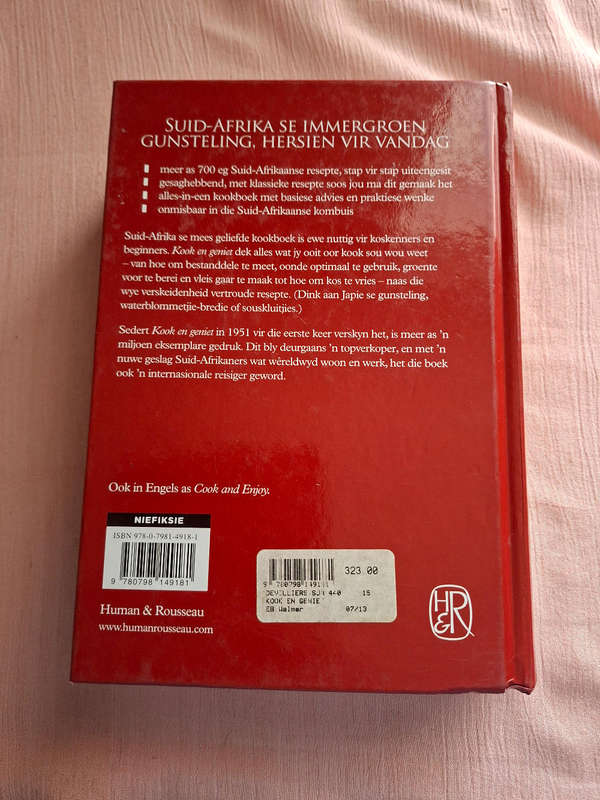 SUID-AFRIKA SE IMMERGROEN
GUNSTELING, HERSIEN VIR VANDAG
meer as 700 eg Suid-Afrikaanse resepte, stap vir stap uiteengesit
gesaghebbend, met klassieke resepte soos jou ma dit gemaak het
alles-in-een kookboek met basiese advies en praktiese wenke
onmisbaar in die Suid-Afrikaanse kombuis
Suid-Afrika se mees geliefde kookboek is ewe nuttig vir koskenners en
beginners. Kook en geniet dek alles wat jy ooit oor kook sou wou weet
– van hoe om bestanddele te meet, oonde optimaal te gebruik, groente
voor te berei en vleis gaar te maak tot hoe om kos te vries – naas die
wye verskeidenheid vertroude resepte. (Dink aan Japie se gunsteling,
waterblommetjie-bredie of souskluitjies.)
Sedert Kook en geniet in 1951 vir die eerste keer verskyn het, is meer as 'n
miljoen eksemplare gedruk. Dit bly deurgaans 'n topverkoper, en met 'n
nuwe geslag Suid-Afrikaners wat wêreldwyd woon en werk, het die boek
ook 'n internasionale reisiger geword.
Ook in Engels as Cook and Enjoy.
NIEFIKSIE
ISBN 978-0-7981-4918-1
9 780798 149181
Human & Rousseau
www.humanrousseau.com
323.00
9 780798 149181
DEVILLIERS SJA 440 15
KOOK EN GENIE
EB Walmer 07/13
H&R